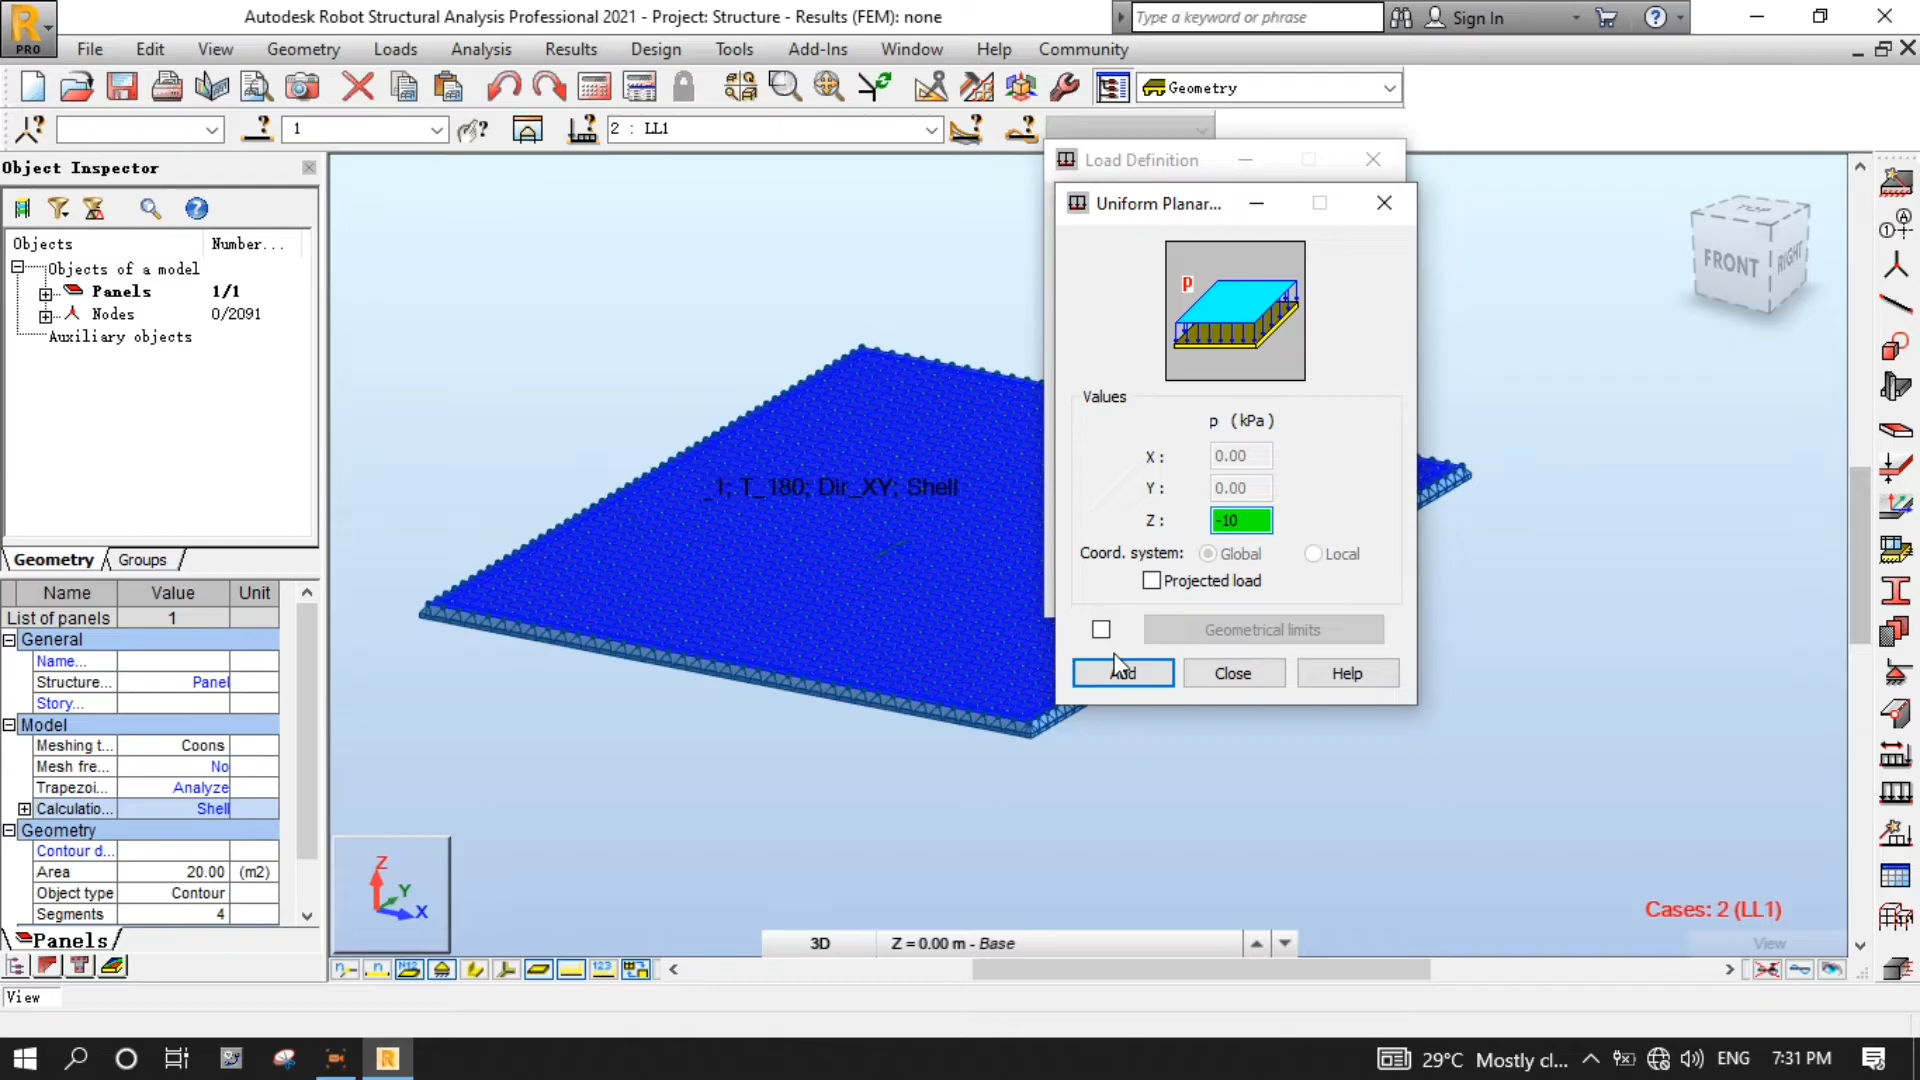 Autodesk Robot Structural Analysis Professional 2021 - Project: Structure - Results (FEM): none
Type a keyword or phrase
Sign In
PRO
File Edit View Geometry Loads Analysis Results Design Tools Add-Ins Window Help Community
Geometry
1
2 : LL1
Object Inspector
Objects Number...
Objects of a model
Panels 1/1
Nodes 0/2091
Auxiliary objects
Geometry Groups
Name Value Unit
List of panels 1
General
Name...
Structure... Panel
Story...
Model
Meshing t... Coons
Mesh fre... No
Trapezoi... Analyze
Calculatio... Shell
Geometry
Contour d...
Area 20.00 (m2)
Object type Contour
Segments 4
Panels
View
_1; T_180; Dir_XY; Shell
Z
Y
X
3D Z = 0.00 m - Base
Load Definition
Uniform Planar...
p
Values
p (kPa)
X : 0.00
Y : 0.00
Z : -10
Coord. system: Global Local
Projected load
Geometrical limits
Add Close Help
TOP
FRONT RIGHT
Cases: 2 (LL1)
View
29°C Mostly cl... ENG 7:31 PM